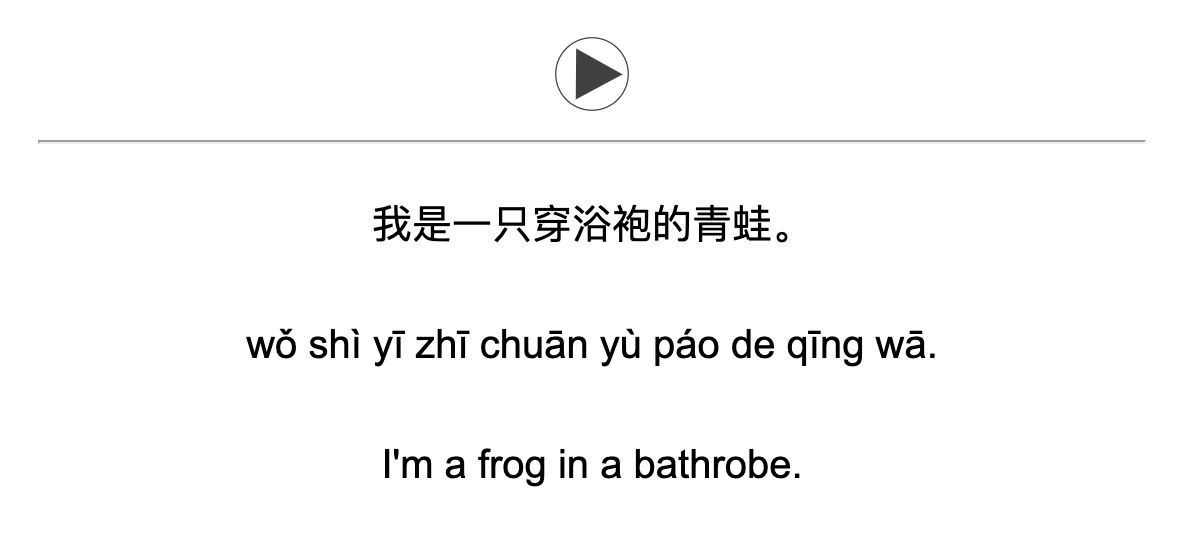 我是一只穿浴袍的青蛙。
wǒ shì yī zhī chuān yù páo de qīng wā.
I'm a frog in a bathrobe.